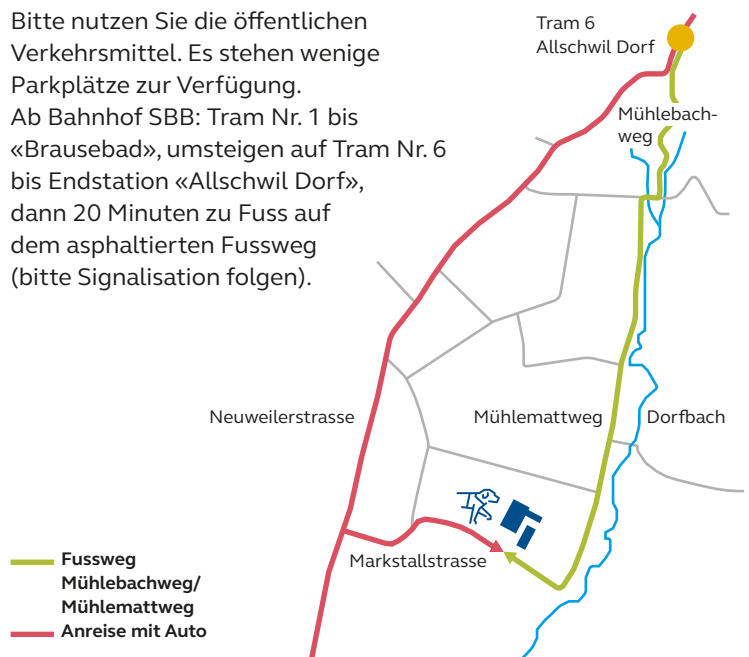 Bitte nutzen Sie die öffentlichen
Verkehrsmittel. Es stehen wenige
Parkplätze zur Verfügung.
Ab Bahnhof SBB: Tram Nr. 1 bis
«Brausebad», umsteigen auf Tram Nr. 6
bis Endstation «Allschwil Dorf»,
dann 20 Minuten zu Fuss auf
dem asphaltierten Fussweg
(bitte Signalisation folgen).
Tram 6
Allschwil Dorf
Mühlebach-
weg
Neuweilerstrasse
Mühlemattweg
Dorfbach
Markstallstrasse
Fussweg
Mühlebachweg/
Mühlemattweg
Anreise mit Auto